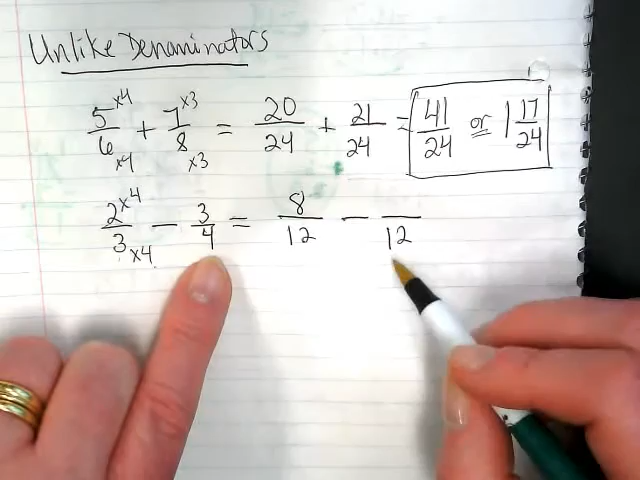 Unlike Denominators
5/6 ×4 ×4 + 7/8 ×3 ×3 = 20/24 + 21/24 = 41/24 or 1 17/24
2/3 ×4 ×4 - 3/4 = 8/12 - /12